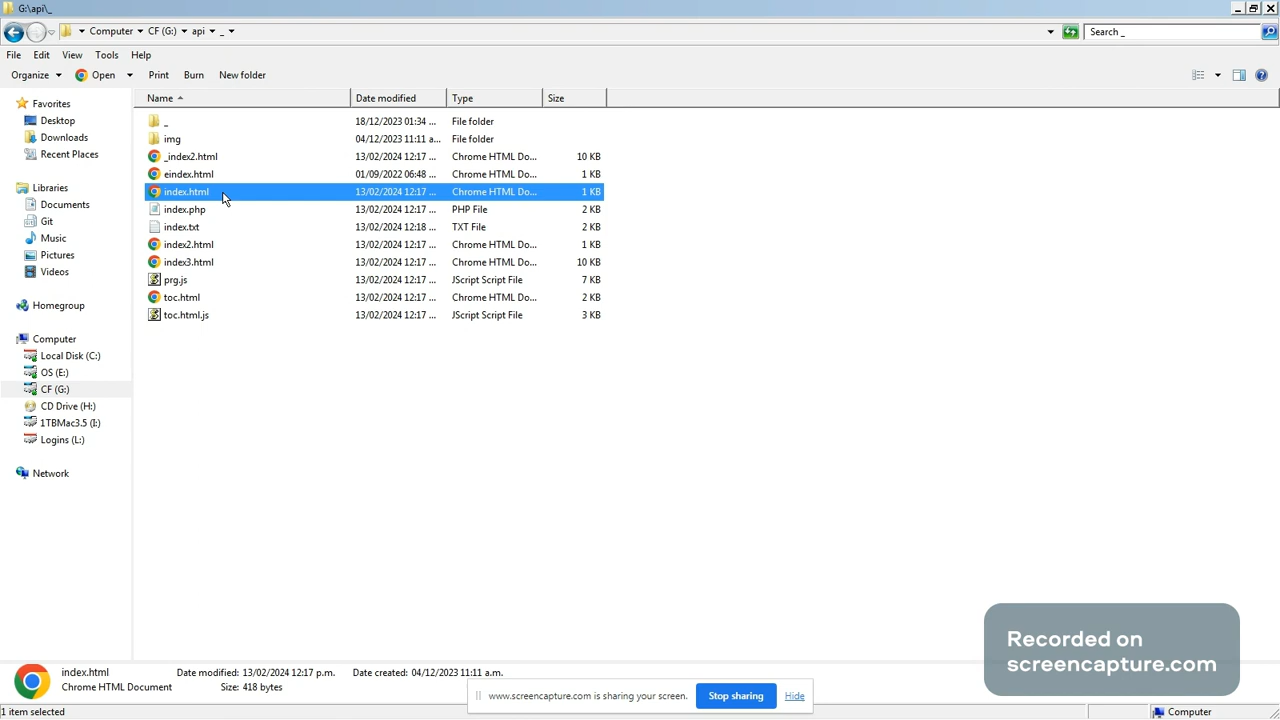 G:\api\_
Computer CF (G:) api _ Search _
File Edit View Tools Help
Organize Open Print Burn New folder
Name Date modified Type Size
Favorites
Desktop
Downloads
Recent Places
Libraries
Documents
Git
Music
Pictures
Videos
Homegroup
Computer
Local Disk (C:)
OS (E:)
CF (G:)
CD Drive (H:)
1TBMac3.5 (I:)
Logins (L:)
Network
_ 18/12/2023 01:34 ... File folder
img 04/12/2023 11:11 a... File folder
_index2.html 13/02/2024 12:17 ... Chrome HTML Do... 10 KB
eindex.html 01/09/2022 06:48 ... Chrome HTML Do... 1 KB
index.html 13/02/2024 12:17 ... Chrome HTML Do... 1 KB
index.php 13/02/2024 12:17 ... PHP File 2 KB
index.txt 13/02/2024 12:18 ... TXT File 2 KB
index2.html 13/02/2024 12:17 ... Chrome HTML Do... 1 KB
index3.html 13/02/2024 12:17 ... Chrome HTML Do... 10 KB
prg.js 13/02/2024 12:17 ... JScript Script File 7 KB
toc.html 13/02/2024 12:17 ... Chrome HTML Do... 2 KB
toc.html.js 13/02/2024 12:17 ... JScript Script File 3 KB
Recorded on
screencapture.com
index.html Date modified: 13/02/2024 12:17 p.m. Date created: 04/12/2023 11:11 a.m.
Chrome HTML Document Size: 418 bytes
www.screencapture.com is sharing your screen. Stop sharing Hide
1 item selected Computer